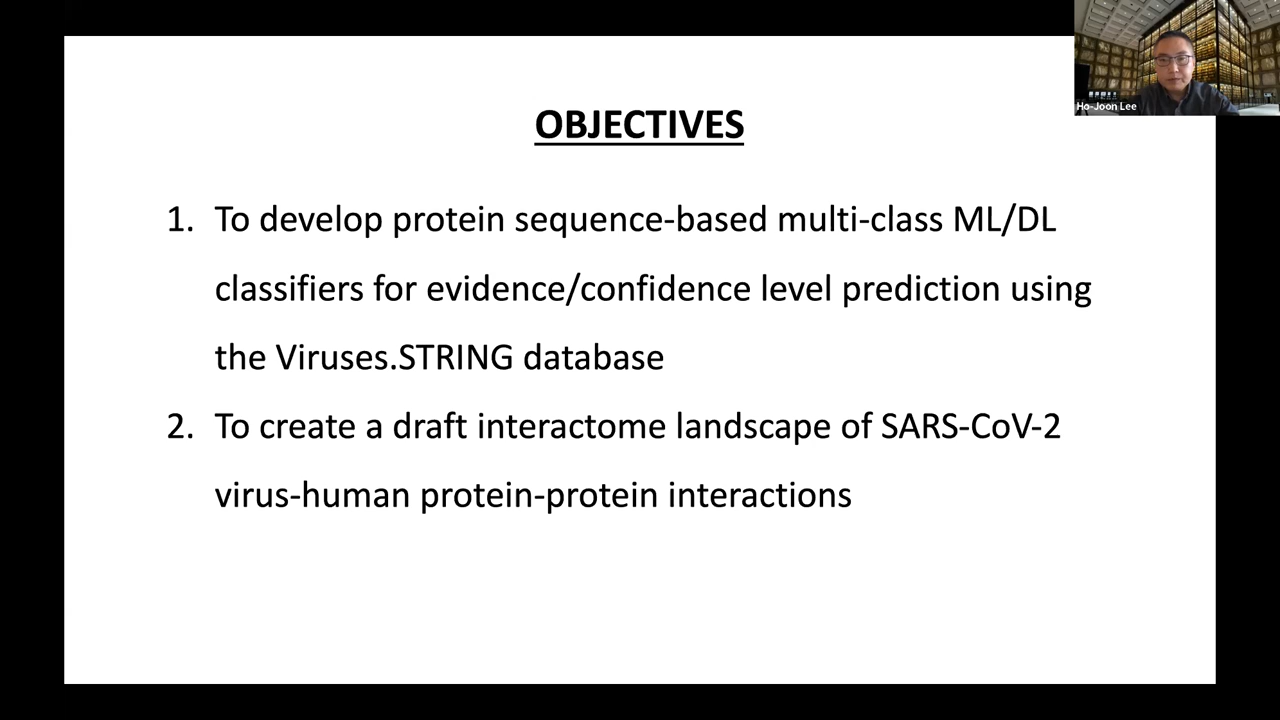 Ho-Joon Lee
OBJECTIVES
1. To develop protein sequence-based multi-class ML/DL
classifiers for evidence/confidence level prediction using
the Viruses.STRING database
2. To create a draft interactome landscape of SARS-CoV-2
virus-human protein-protein interactions